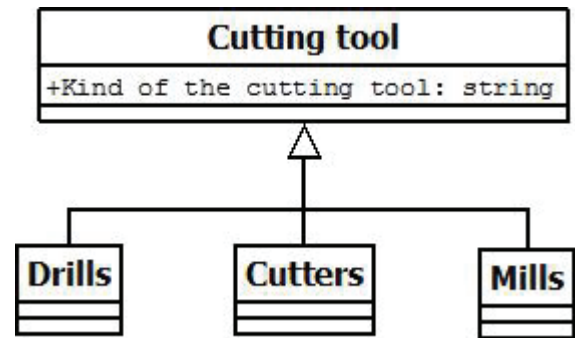 Cutting tool
+Kind of the cutting tool: string
Drills
Cutters
Mills